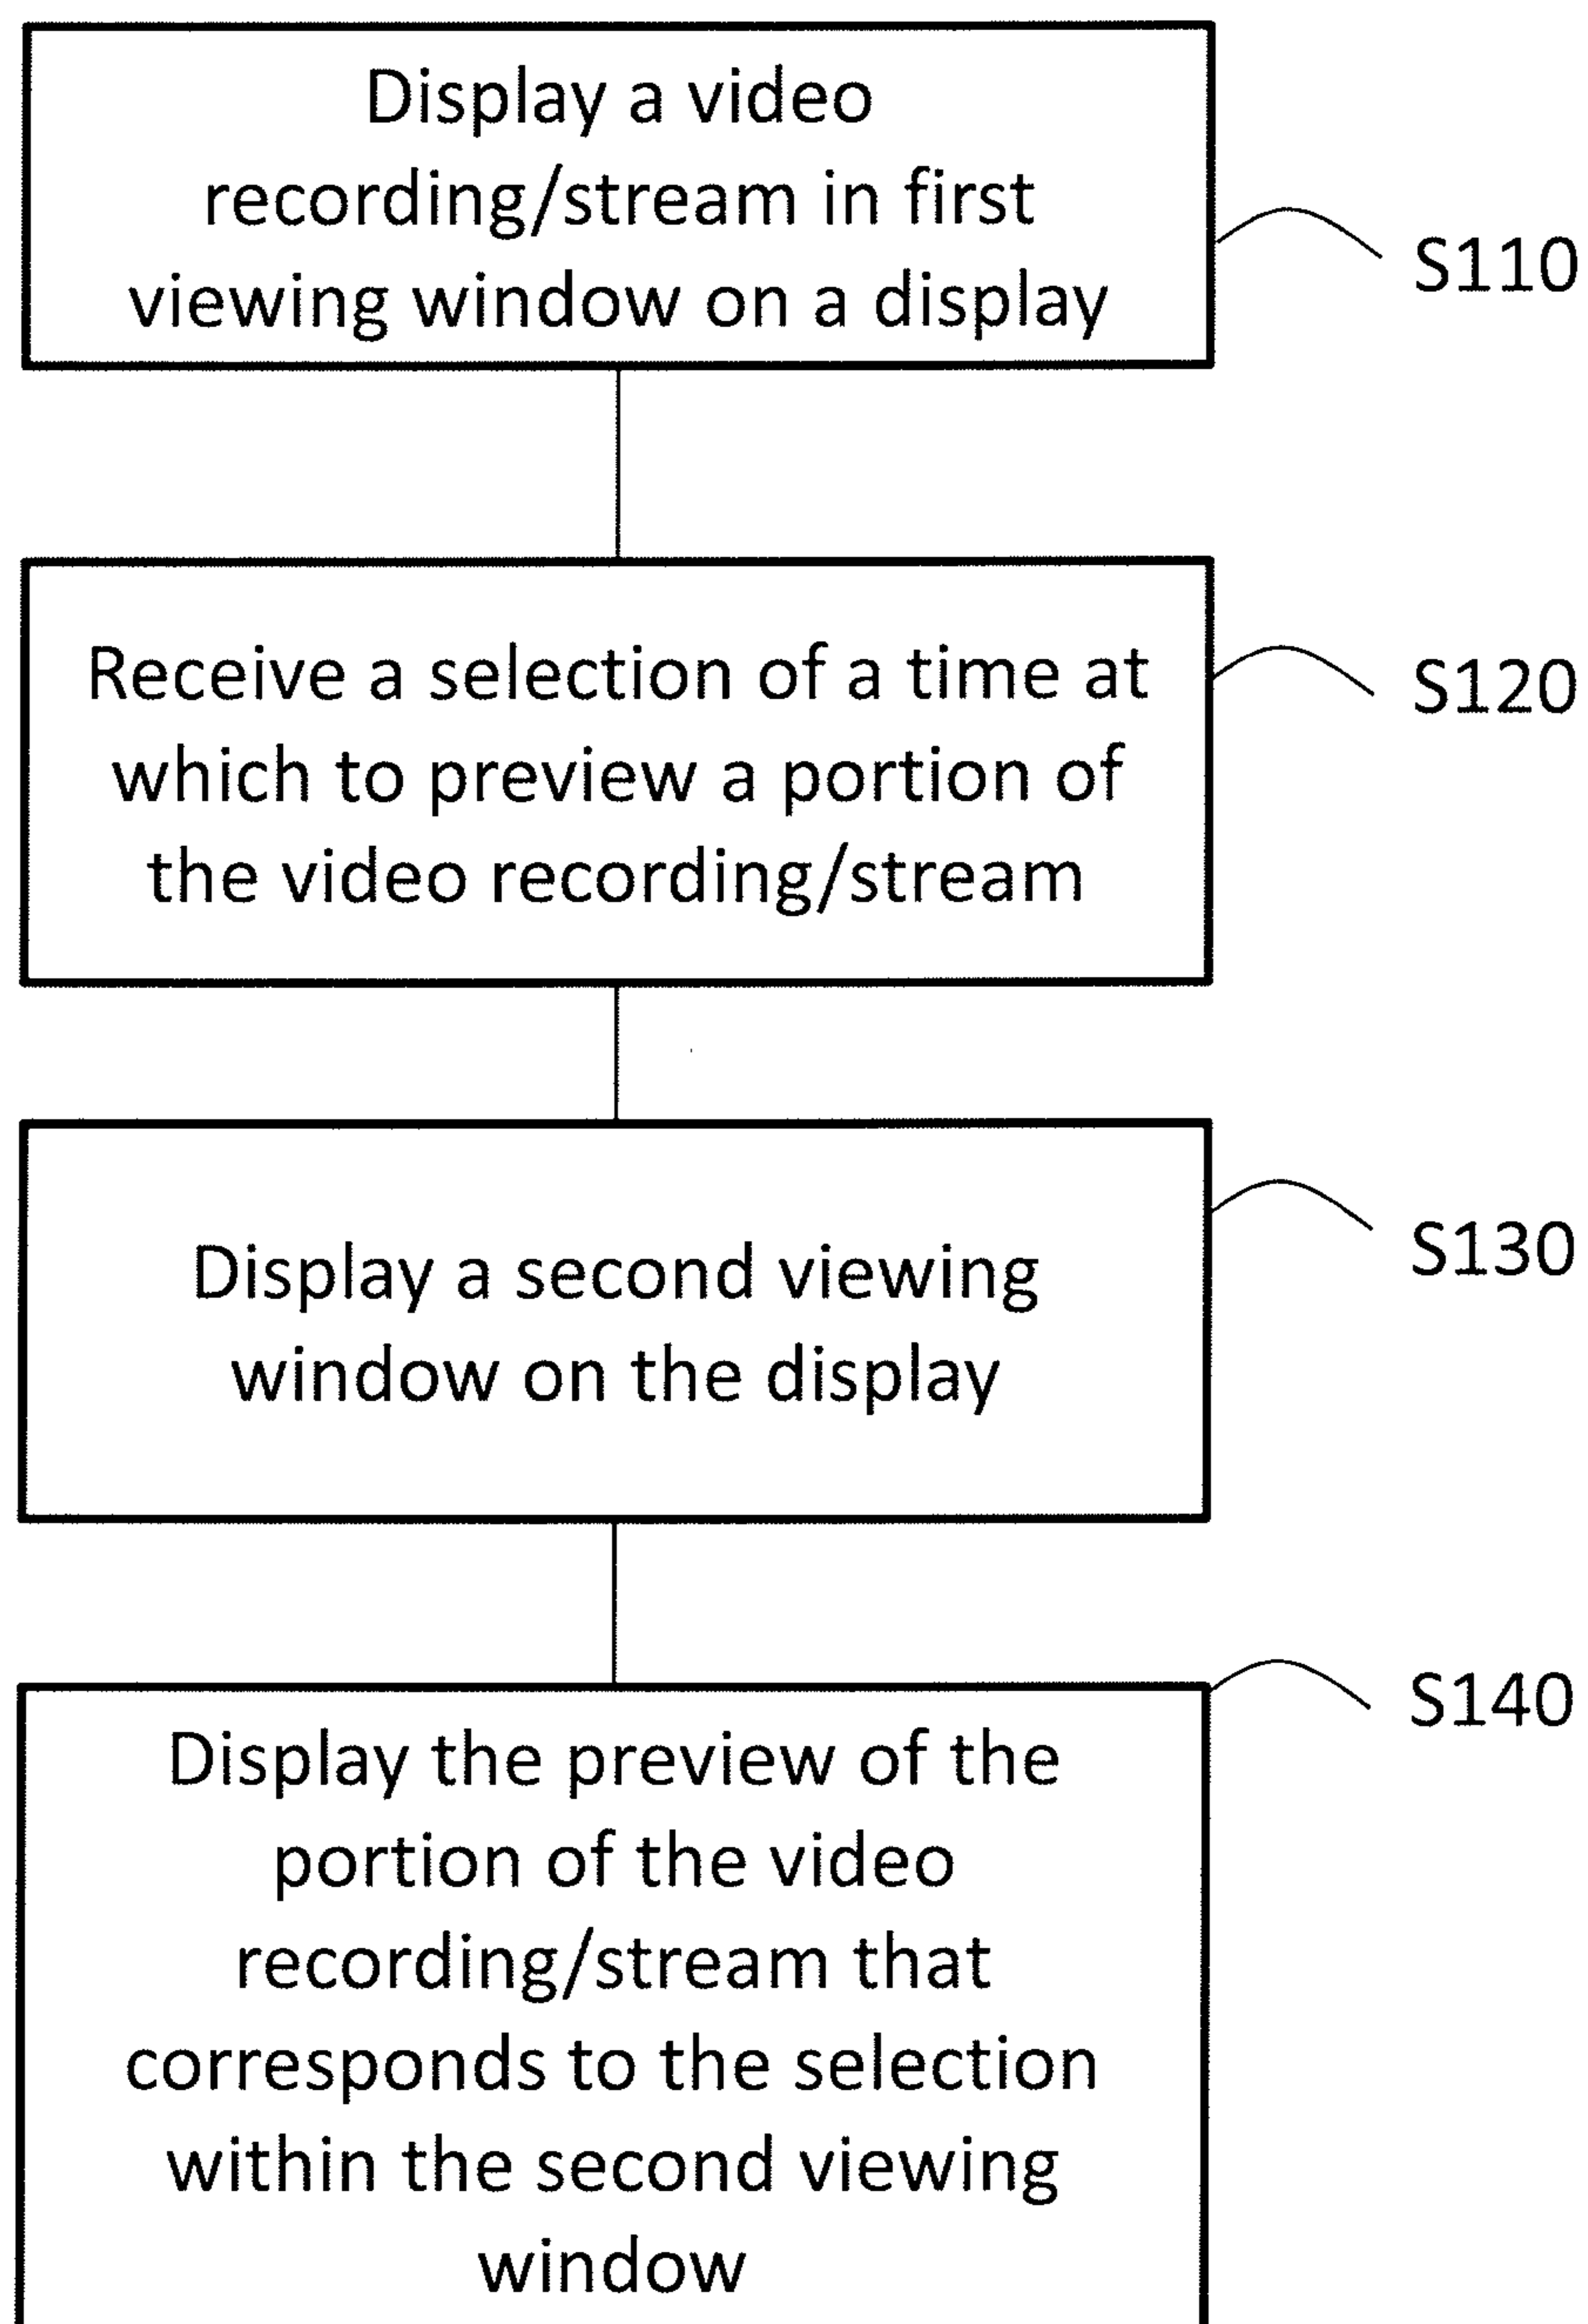 Display a video
recording/stream in first
viewing window on a display
S110
Receive a selection of a time at
which to preview a portion of
the video recording/stream
S120
Display a second viewing
window on the display
S130
Display the preview of the
portion of the video
recording/stream that
corresponds to the selection
within the second viewing
window
S140